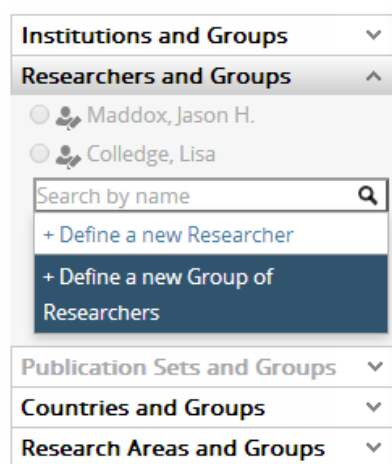 Institutions and Groups
Researchers and Groups
Maddox, Jason H.
Colledge, Lisa
Search by name
+ Define a new Researcher
+ Define a new Group of
Researchers
Publication Sets and Groups
Countries and Groups
Research Areas and Groups